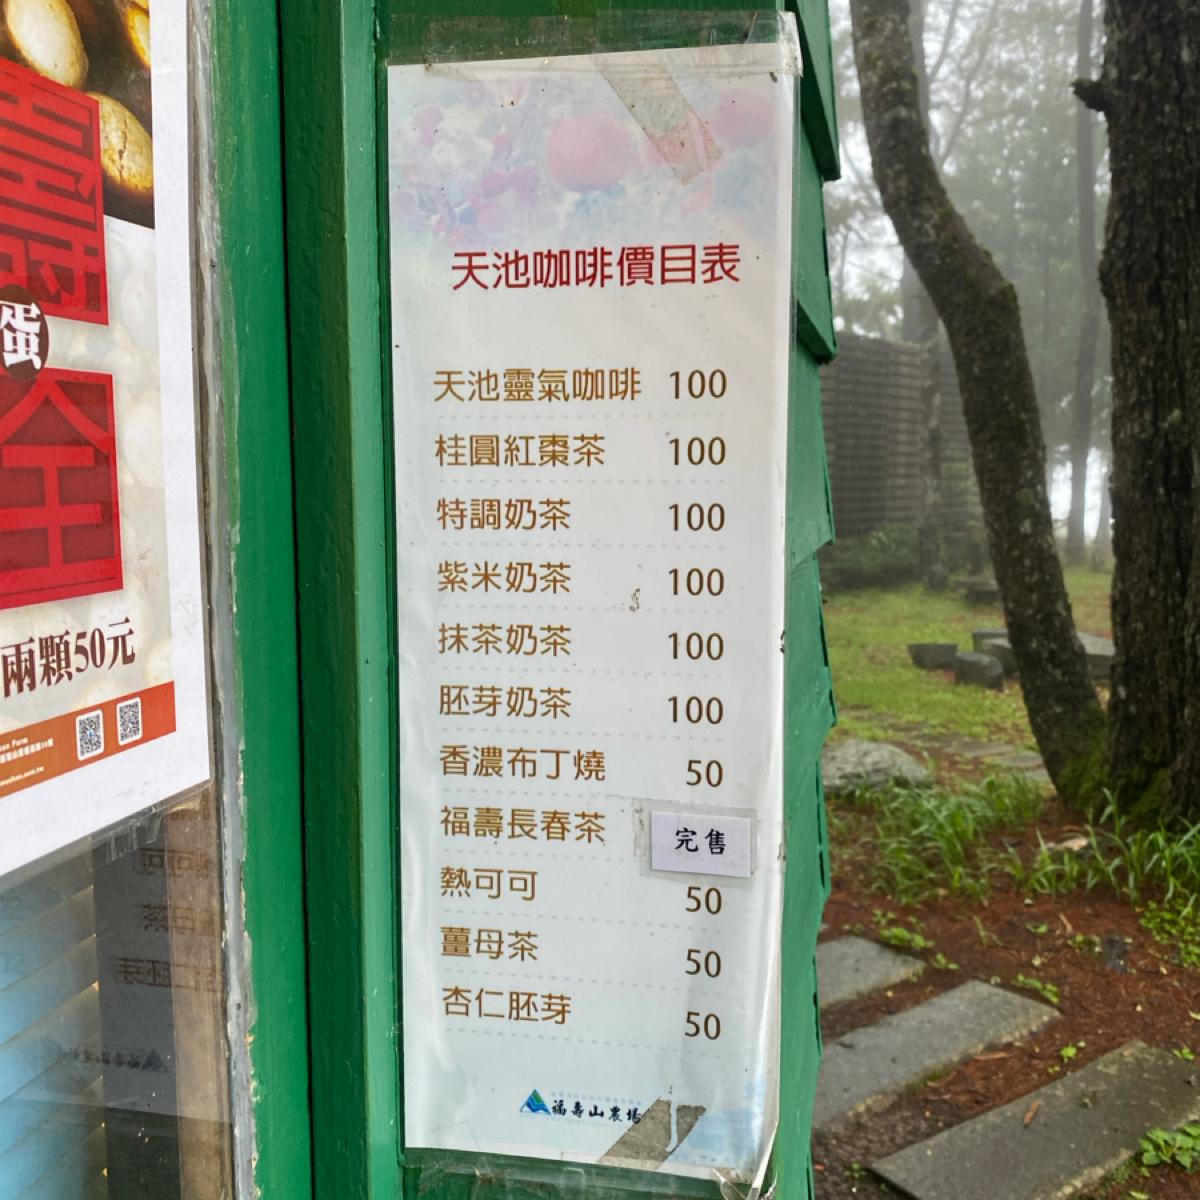 壽
蛋
全
兩顆50元
天池咖啡價目表
天池靈氣咖啡 100
桂圓紅棗茶 100
特調奶茶 100
紫米奶茶 100
抹茶奶茶 100
胚芽奶茶 100
香濃布丁燒 50
福壽長春茶 完售
熱可可 50
薑母茶 50
杏仁胚芽 50
福壽山農場